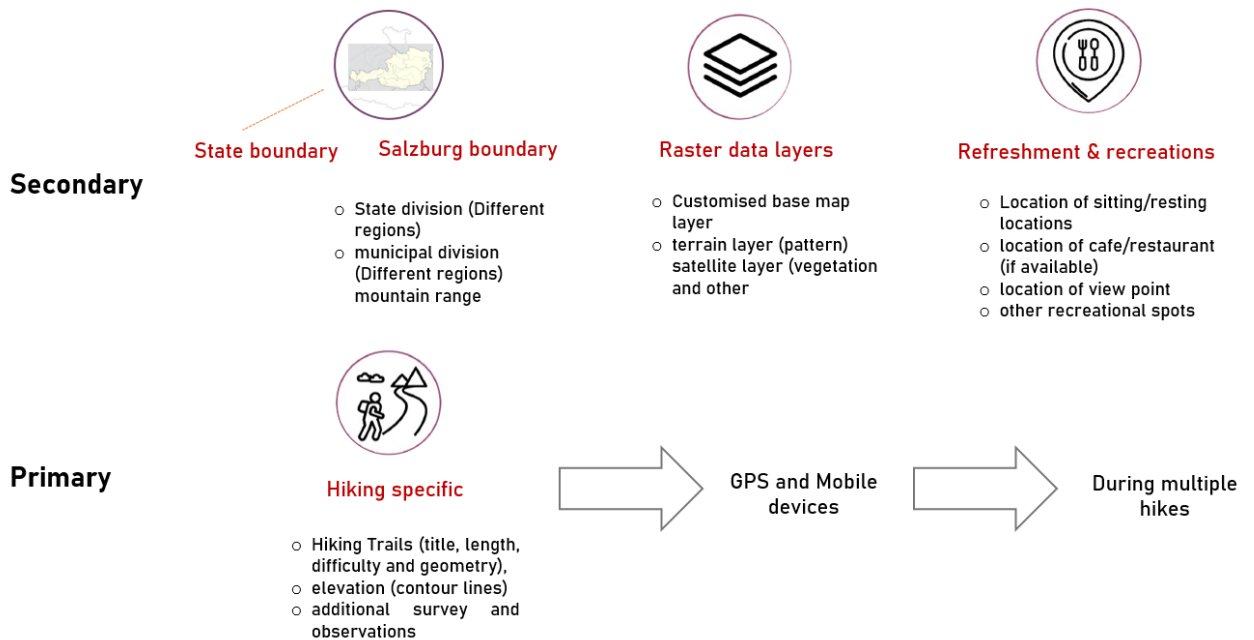 Secondary
State boundary
Salzburg boundary
○ State division (Different
regions)
○ municipal division
(Different regions)
mountain range
Raster data layers
○ Customised base map
layer
○ terrain layer (pattern)
satellite layer (vegetation
and other
Refreshment & recreations
○ Location of sitting/resting
locations
○ location of cafe/restaurant
(if available)
○ location of view point
○ other recreational spots
Primary
Hiking specific
○ Hiking Trails (title, length,
difficulty and geometry),
○ elevation (contour lines)
○ additional survey and
observations
GPS and Mobile
devices
During multiple
hikes